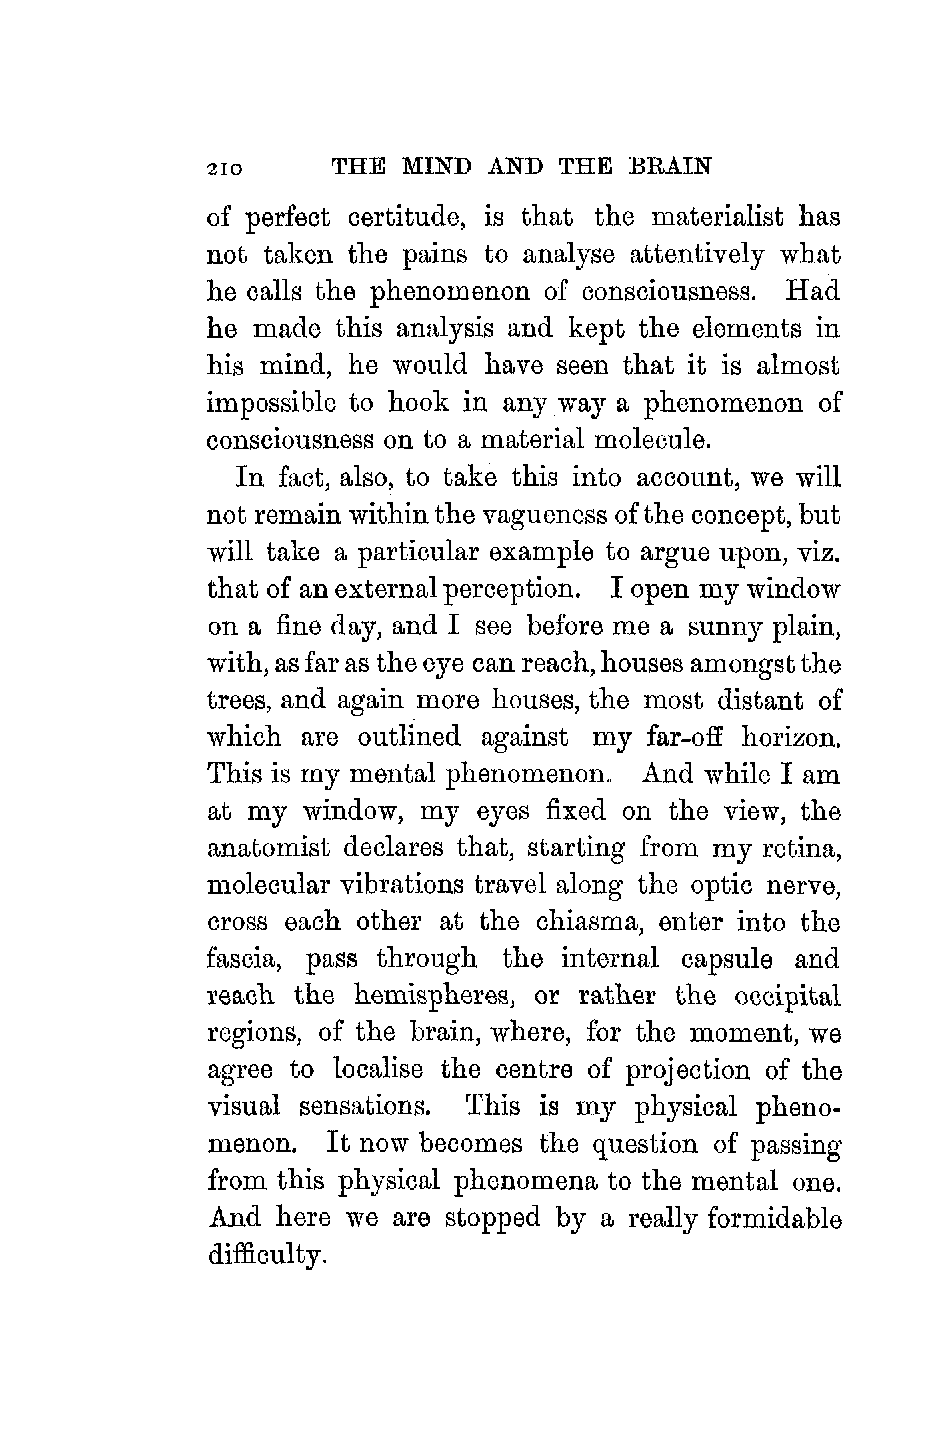 210 THE MIND AND THE BRAIN
of perfect certitude, is that the materialist has
not taken the pains to analyse attentively what
he calls the phenomenon of consciousness. Had
he made this analysis and kept the elements in
his mind, he would have seen that it is almost
impossible to hook in any way a phenomenon of
consciousness on to a material molecule.
In fact, also, to take this into account, we will
not remain within the vagueness of the concept, but
will take a particular example to argue upon, viz.
that of an external perception. I open my window
on a fine day, and I see before me a sunny plain,
with, as far as the eye can reach, houses amongst the
trees, and again more houses, the most distant of
which are outlined against my far-off horizon.
This is my mental phenomenon. And while I am
at my window, my eyes fixed on the view, the
anatomist declares that, starting from my retina,
molecular vibrations travel along the optic nerve,
cross each other at the chiasma, enter into the
fascia, pass through the internal capsule and
reach the hemispheres, or rather the occipital
regions, of the brain, where, for the moment, we
agree to localise the centre of projection of the
visual sensations. This is my physical pheno-
menon. It now becomes the question of passing
from this physical phenomena to the mental one.
And here we are stopped by a really formidable
difficulty.